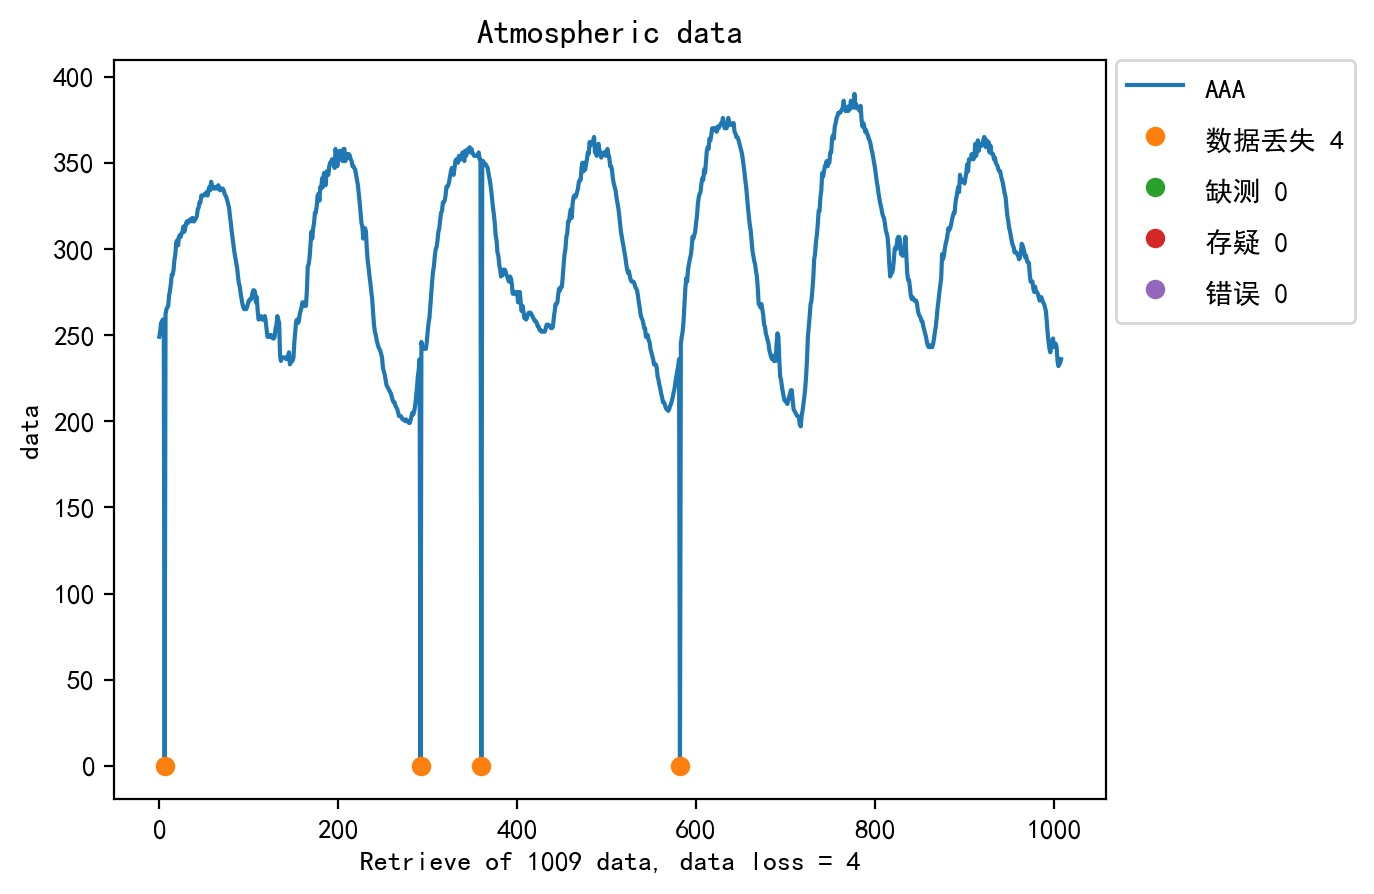 Atmospheric data
400
350
300
250
200
150
100
50
0
data
0 200 400 600 800 1000
Retrieve of 1009 data, data loss = 4
AAA
数据丢失 4
缺测 0
存疑 0
错误 0